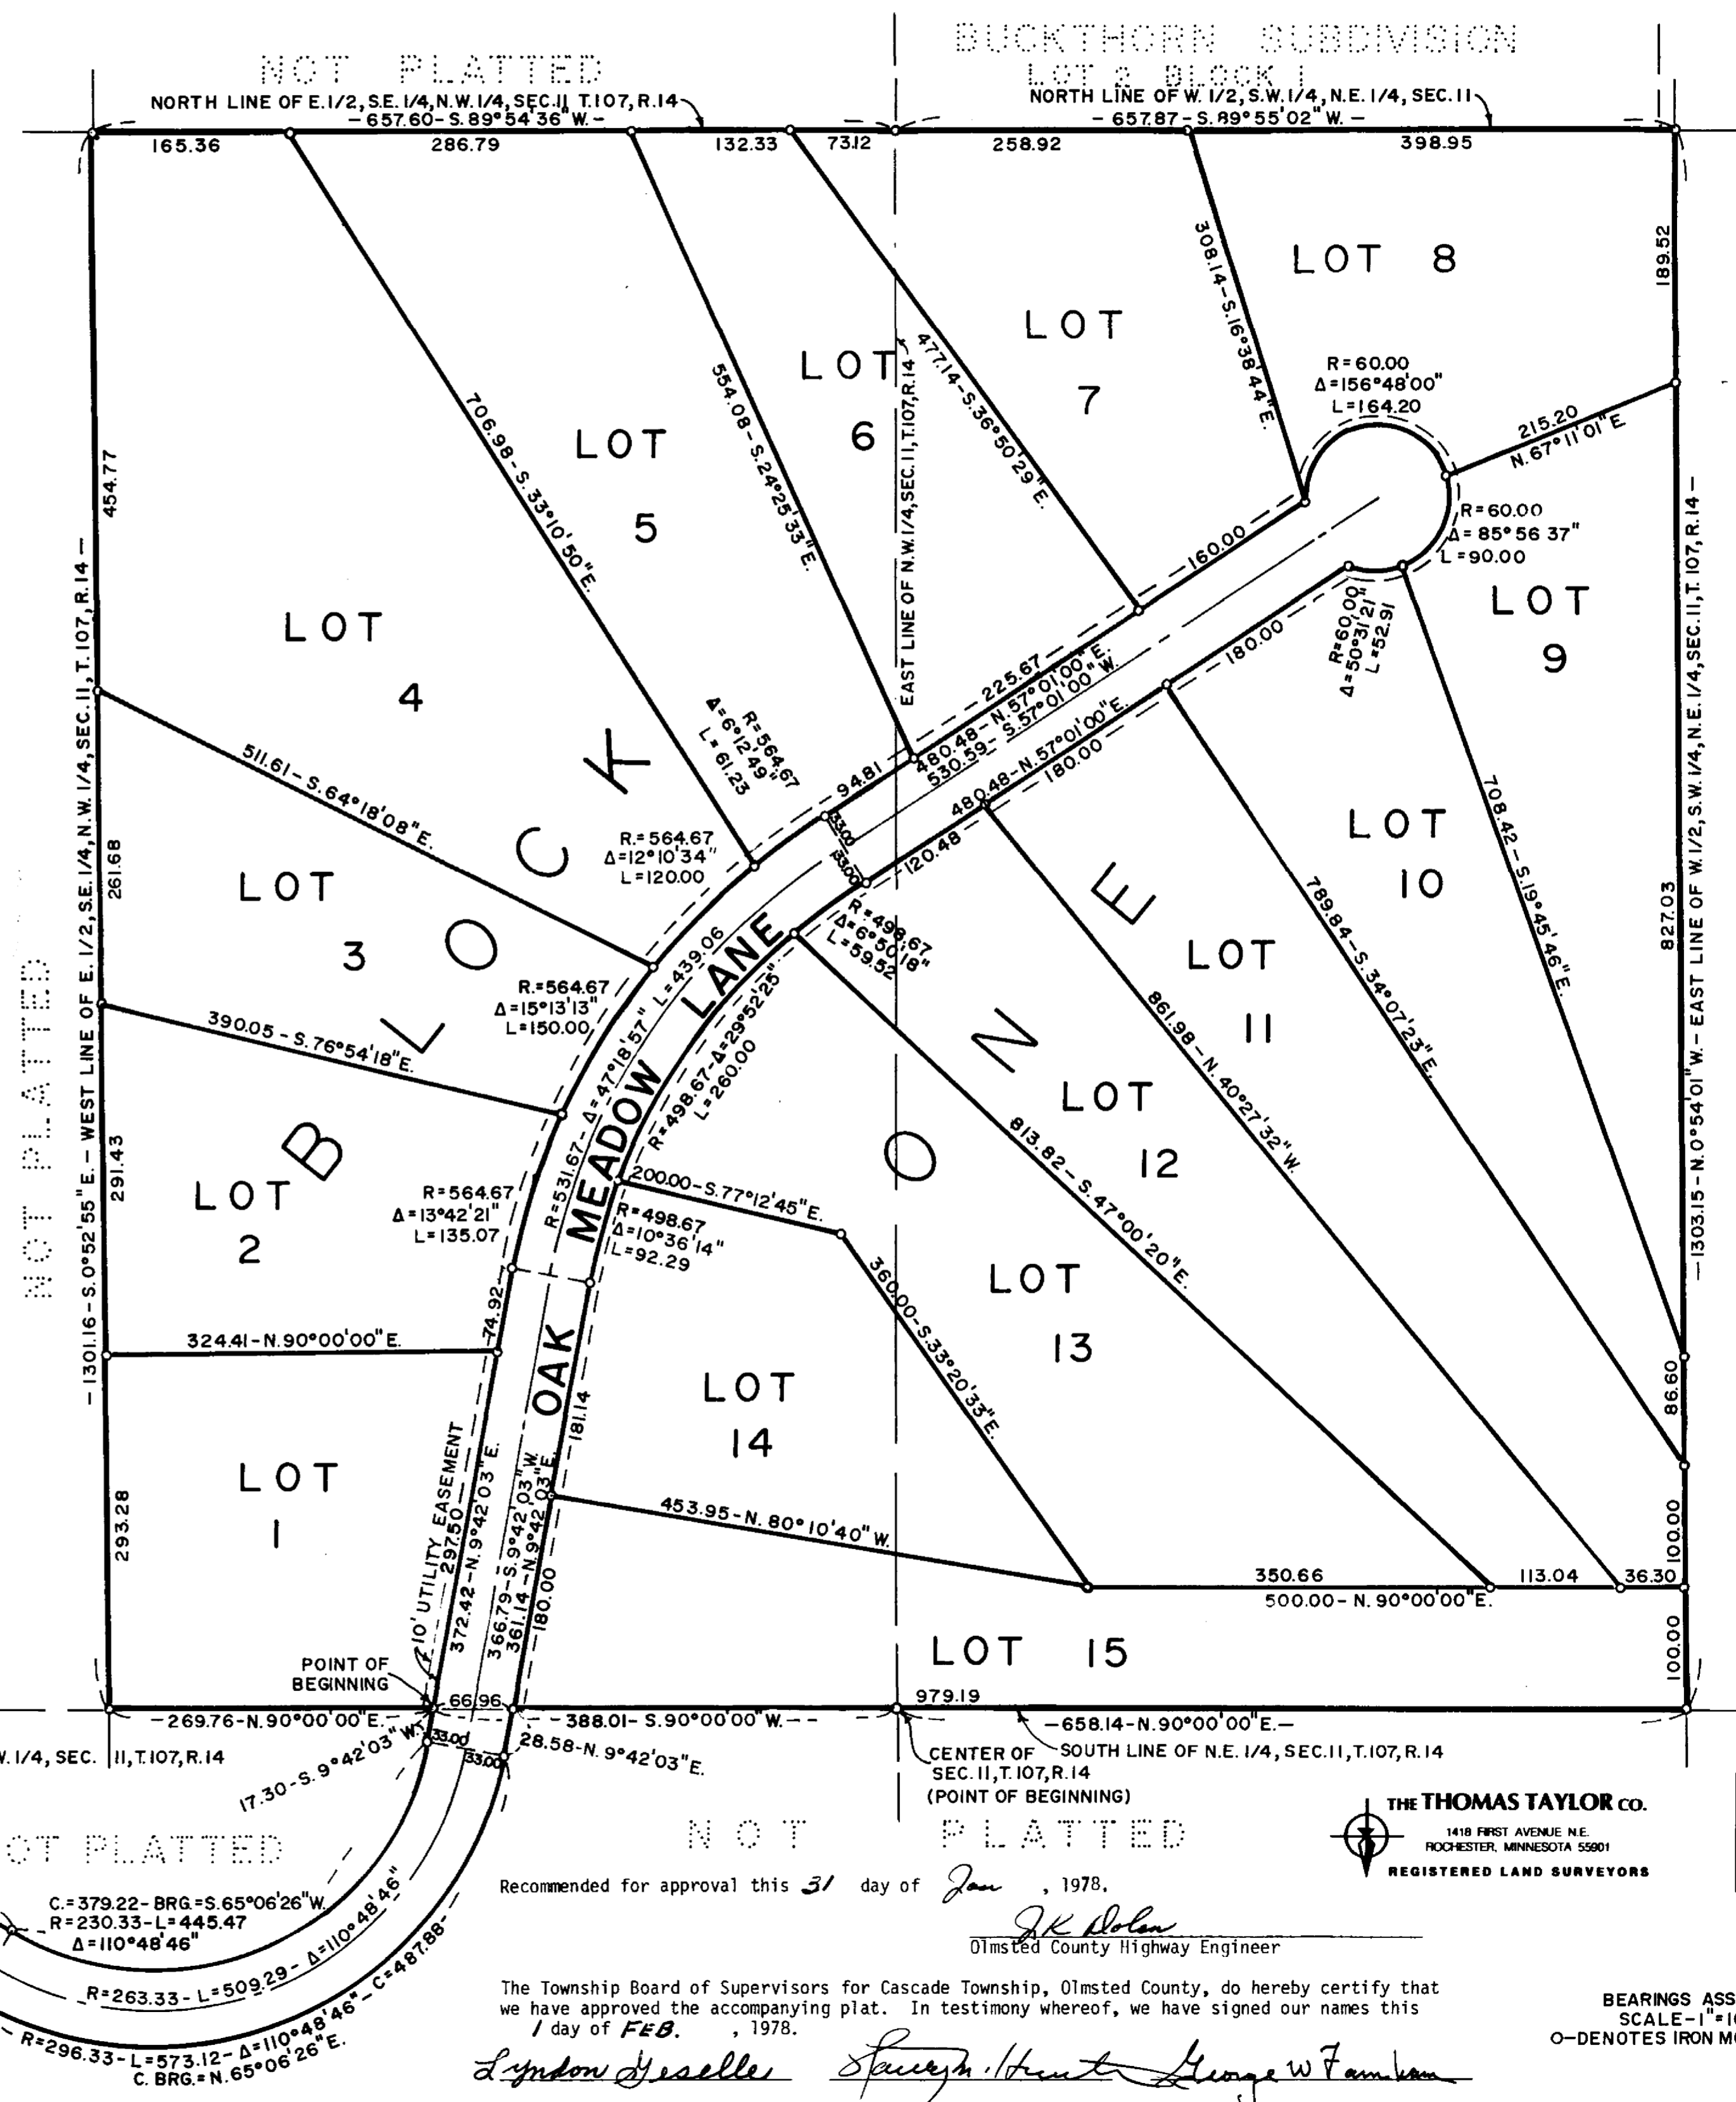 NOT PLATTED
BUCKTHORN SUBDIVISION
LOT 2 BLOCK 1
NORTH LINE OF E.1/2, S.E.1/4, N.W.1/4, SEC.11 T.107, R.14
-657.60-S.89°54'36"W.-
NORTH LINE OF W. 1/2, S.W.1/4, N.E. 1/4, SEC.11
- 657.87-S.89°55'02" W.-
165.36
286.79
132.33
73.12
258.92
398.95
189.52
308.14-S.16°38'44"E.
LOT 8
LOT
7
LOT
6
EAST LINE OF N.W.1/4, SEC.11, T.107, R.14
477.14-S.36°50'29"E.
554.08-S.24°25'33"E.
R=60.00
Δ=156°48'00"
L=164.20
215.20
N.67°11'01"E
706.98-S.33°10'50"E.
LOT
5
454.77
R=60.00
Δ=85°56'37"
L=90.00
160.00
LOT
9
R=60.00
Δ=50°31'21"
L=52.91
180.00
LOT
4
225.67
480.48-N.57°01'00"E.
530.59-S.57°01'00"W.
480.48-N.57°01'00"E.
180.00
R=564.67
Δ=6°12'49"
L=61.23
94.81
511.61-S.64°18'08"E.
33.00
33.00
120.48
708.42-S.19°45'46"E.
LOT
10
R.=564.67
Δ=12°10'34"
L=120.00
BLOCK
ONE
261.68
LOT
3
789.84-S.34°07'23"E.
827.03
R=498.67
Δ=6°50'18"
L=59.52
LOT
11
861.98-N.40°27'32"W.
R.=564.67
Δ=15°13'13"
L=150.00
390.05-S.76°54'18"E.
NOT PLATTED
-1301.16-S.0°52'55"E.-WEST LINE OF E.1/2, S.E.1/4, N.W.1/4, SEC.11, T.107, R.14-
-1303.15-N.0°54'01"W.-EAST LINE OF W.1/2, S.W.1/4, N.E.1/4, SEC.11, T.107, R.14-
R=531.67-Δ=47°18'57" L=439.06
OAK MEADOW LANE
R=498.67-Δ=29°52'25"
L=260.00
LOT
12
813.82-S.47°00'20"E.
291.43
LOT
2
R=564.67
Δ=13°42'21"
L=135.07
200.00-S.77°12'45"E.
R=498.67
Δ=10°36'14"
L=92.29
360.00-S.33°20'33"E.
LOT
13
74.92
324.41-N.90°00'00"E.
86.60
LOT
14
181.14
LOT
1
293.28
10' UTILITY EASEMENT
297.50
372.42-N.9°42'03"E.
366.79-S.9°42'03"W.
361.14-N.9°42'03"E.
180.00
453.95-N.80°10'40"W.
350.66
113.04
36.30
100.00
500.00-N.90°00'00"E.
LOT 15
100.00
POINT OF
BEGINNING
66.96
979.19
-269.76-N.90°00'00"E.-
-388.01-S.90°00'00"W.-
-658.14-N.90°00'00"E.-
W.1/4, SEC. 11, T.107, R.14
17.30-S.9°42'03"W.
33.00
33.00
28.58-N.9°42'03"E.
CENTER OF
SEC.11, T.107, R.14
(POINT OF BEGINNING)
SOUTH LINE OF N.E. 1/4, SEC.11, T.107, R.14
THE THOMAS TAYLOR CO.
1418 FIRST AVENUE N.E.
ROCHESTER, MINNESOTA 55901
REGISTERED LAND SURVEYORS
OT PLATTED
NOT PLATTED
C.=379.22-BRG.=S.65°06'26"W.
R=230.33-L=445.47
Δ=110°48'46"
R=263.33-L=509.29-Δ=110°48'46"
R=296.33-L=573.12-Δ=110°48'46"-C=487.88-
C. BRG.=N.65°06'26"E.
Recommended for approval this 31 day of Jan , 1978.
JK Dolan
Olmsted County Highway Engineer
The Township Board of Supervisors for Cascade Township, Olmsted County, do hereby certify that
we have approved the accompanying plat. In testimony whereof, we have signed our names this
1 day of FEB. , 1978.
Lyndon George W
BEARINGS ASS
SCALE-1"=1
O-DENOTES IRON M